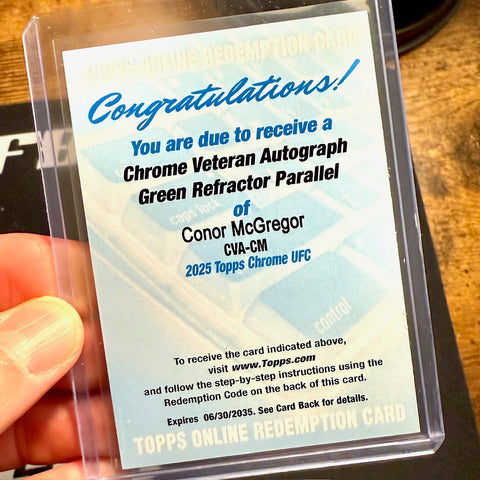 TOPPS ONLINE REDEMPTION CARD
Congratulations!
You are due to receive a
Chrome Veteran Autograph
Green Refractor Parallel
of
Conor McGregor
CVA-CM
2025 Topps Chrome UFC
caps lock
control
To receive the card indicated above,
visit www.Topps.com
and follow the step-by-step instructions using the
Redemption Code on the back of this card.
Expires 06/30/2035. See Card Back for details.
TOPPS ONLINE REDEMPTION CARD